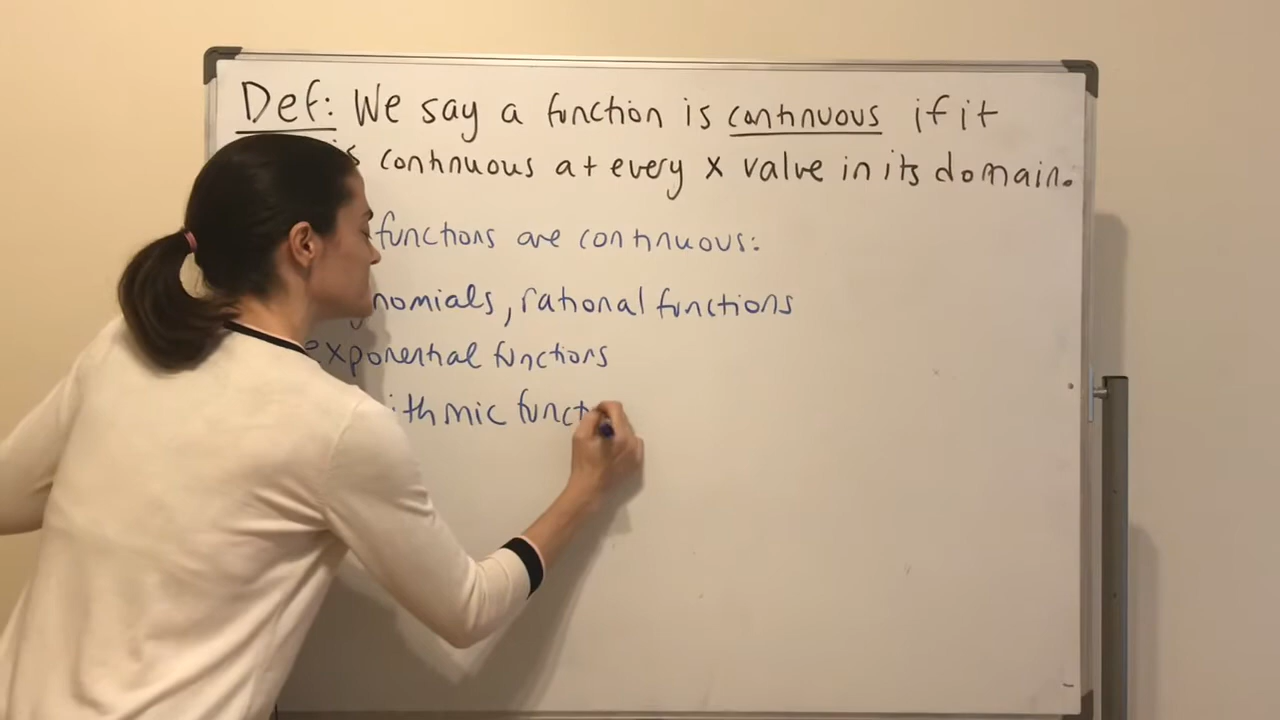 Def: We say a function is continuous if it
is continuous at every x value in its domain.
functions are continuous:
nomials, rational functions
exponential functions
ithmic funct